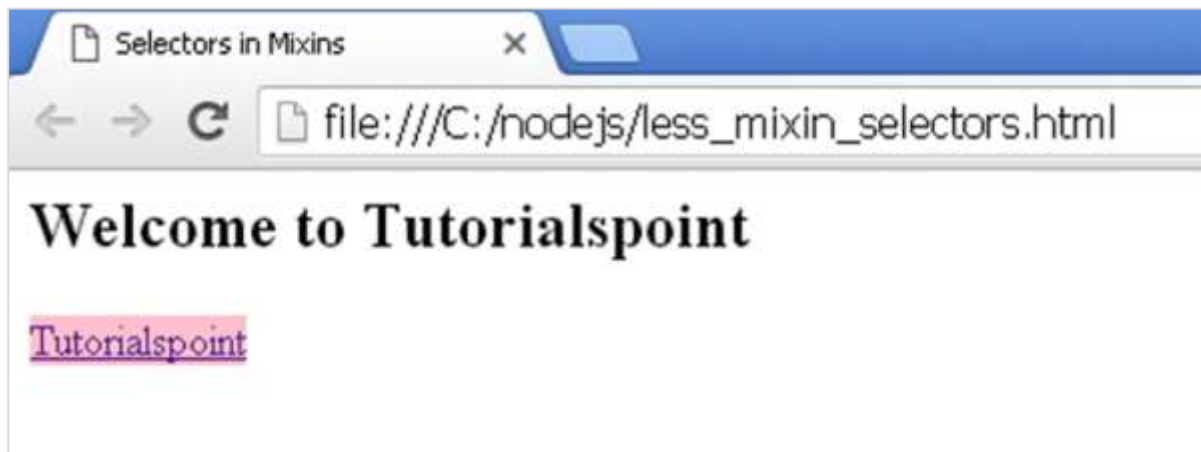 Selectors in Mixins
file:///C:/nodejs/less_mixin_selectors.html
Welcome to Tutorialspoint
Tutorialspoint